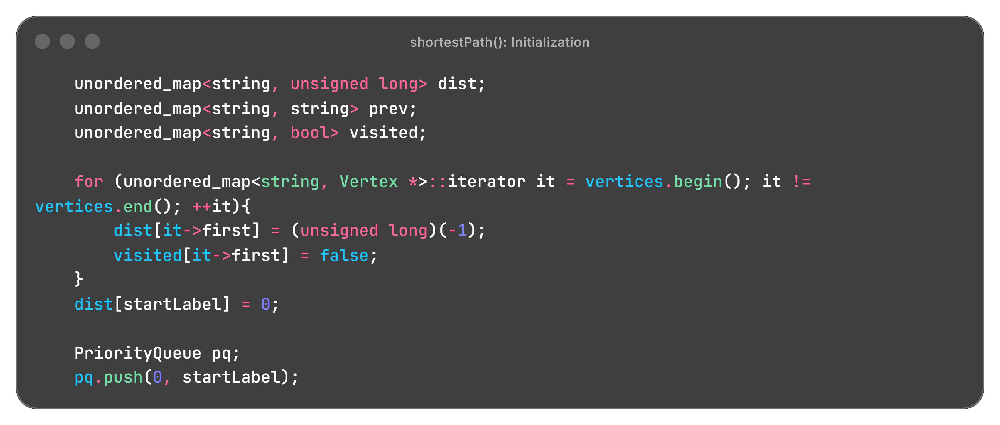 shortestPath(): Initialization
unordered_map<string, unsigned long> dist;
unordered_map<string, string> prev;
unordered_map<string, bool> visited;
for (unordered_map<string, Vertex *>::iterator it = vertices.begin(); it !=
vertices.end(); ++it){
dist[it->first] = (unsigned long)(-1);
visited[it->first] = false;
}
dist[startLabel] = 0;
PriorityQueue pq;
pq.push(0, startLabel);